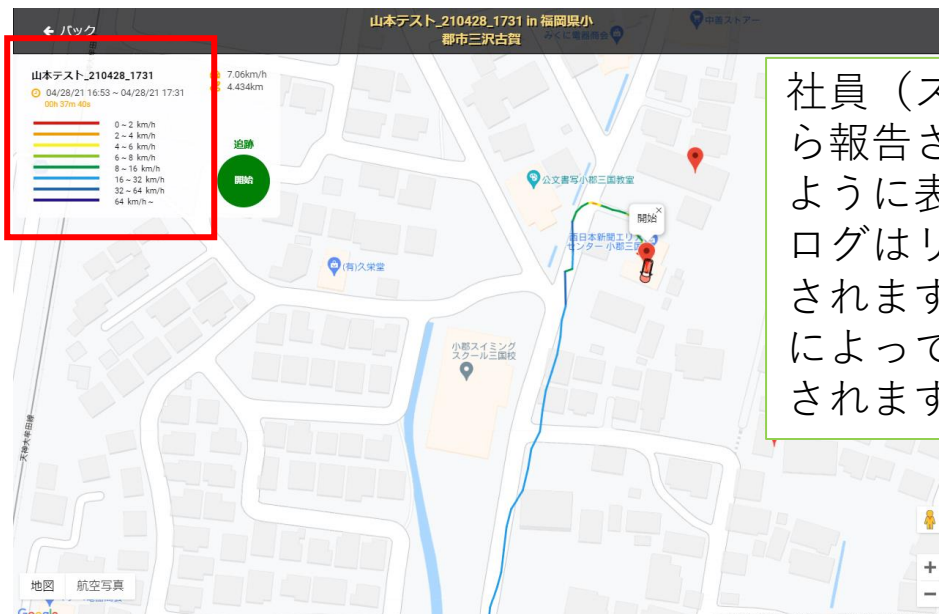 ← バック
山本テスト_210428_1731 in 福岡県小
郡市三沢古賀
中善ストアー
みくに電器商会
山本テスト_210428_1731
04/28/21 16:53 ~ 04/28/21 17:31
00h 37m 40s
0 ~ 2 km/h
2 ~ 4 km/h
4 ~ 6 km/h
6 ~ 8 km/h
8 ~ 16 km/h
16 ~ 32 km/h
32 ~ 64 km/h
64 km/h ~
7.06km/h
4.434km
追跡
開始
公文書写小郡三国教室
開始
×
西日本新聞エリア
センター 小郡三国
(有)久栄堂
小郡スイミング
スクール三国校
天神大牟田線
社員（ス
ら報告さ
ように表
ログはリ
されます
によって
されます
地図 航空写真
Google
+
−